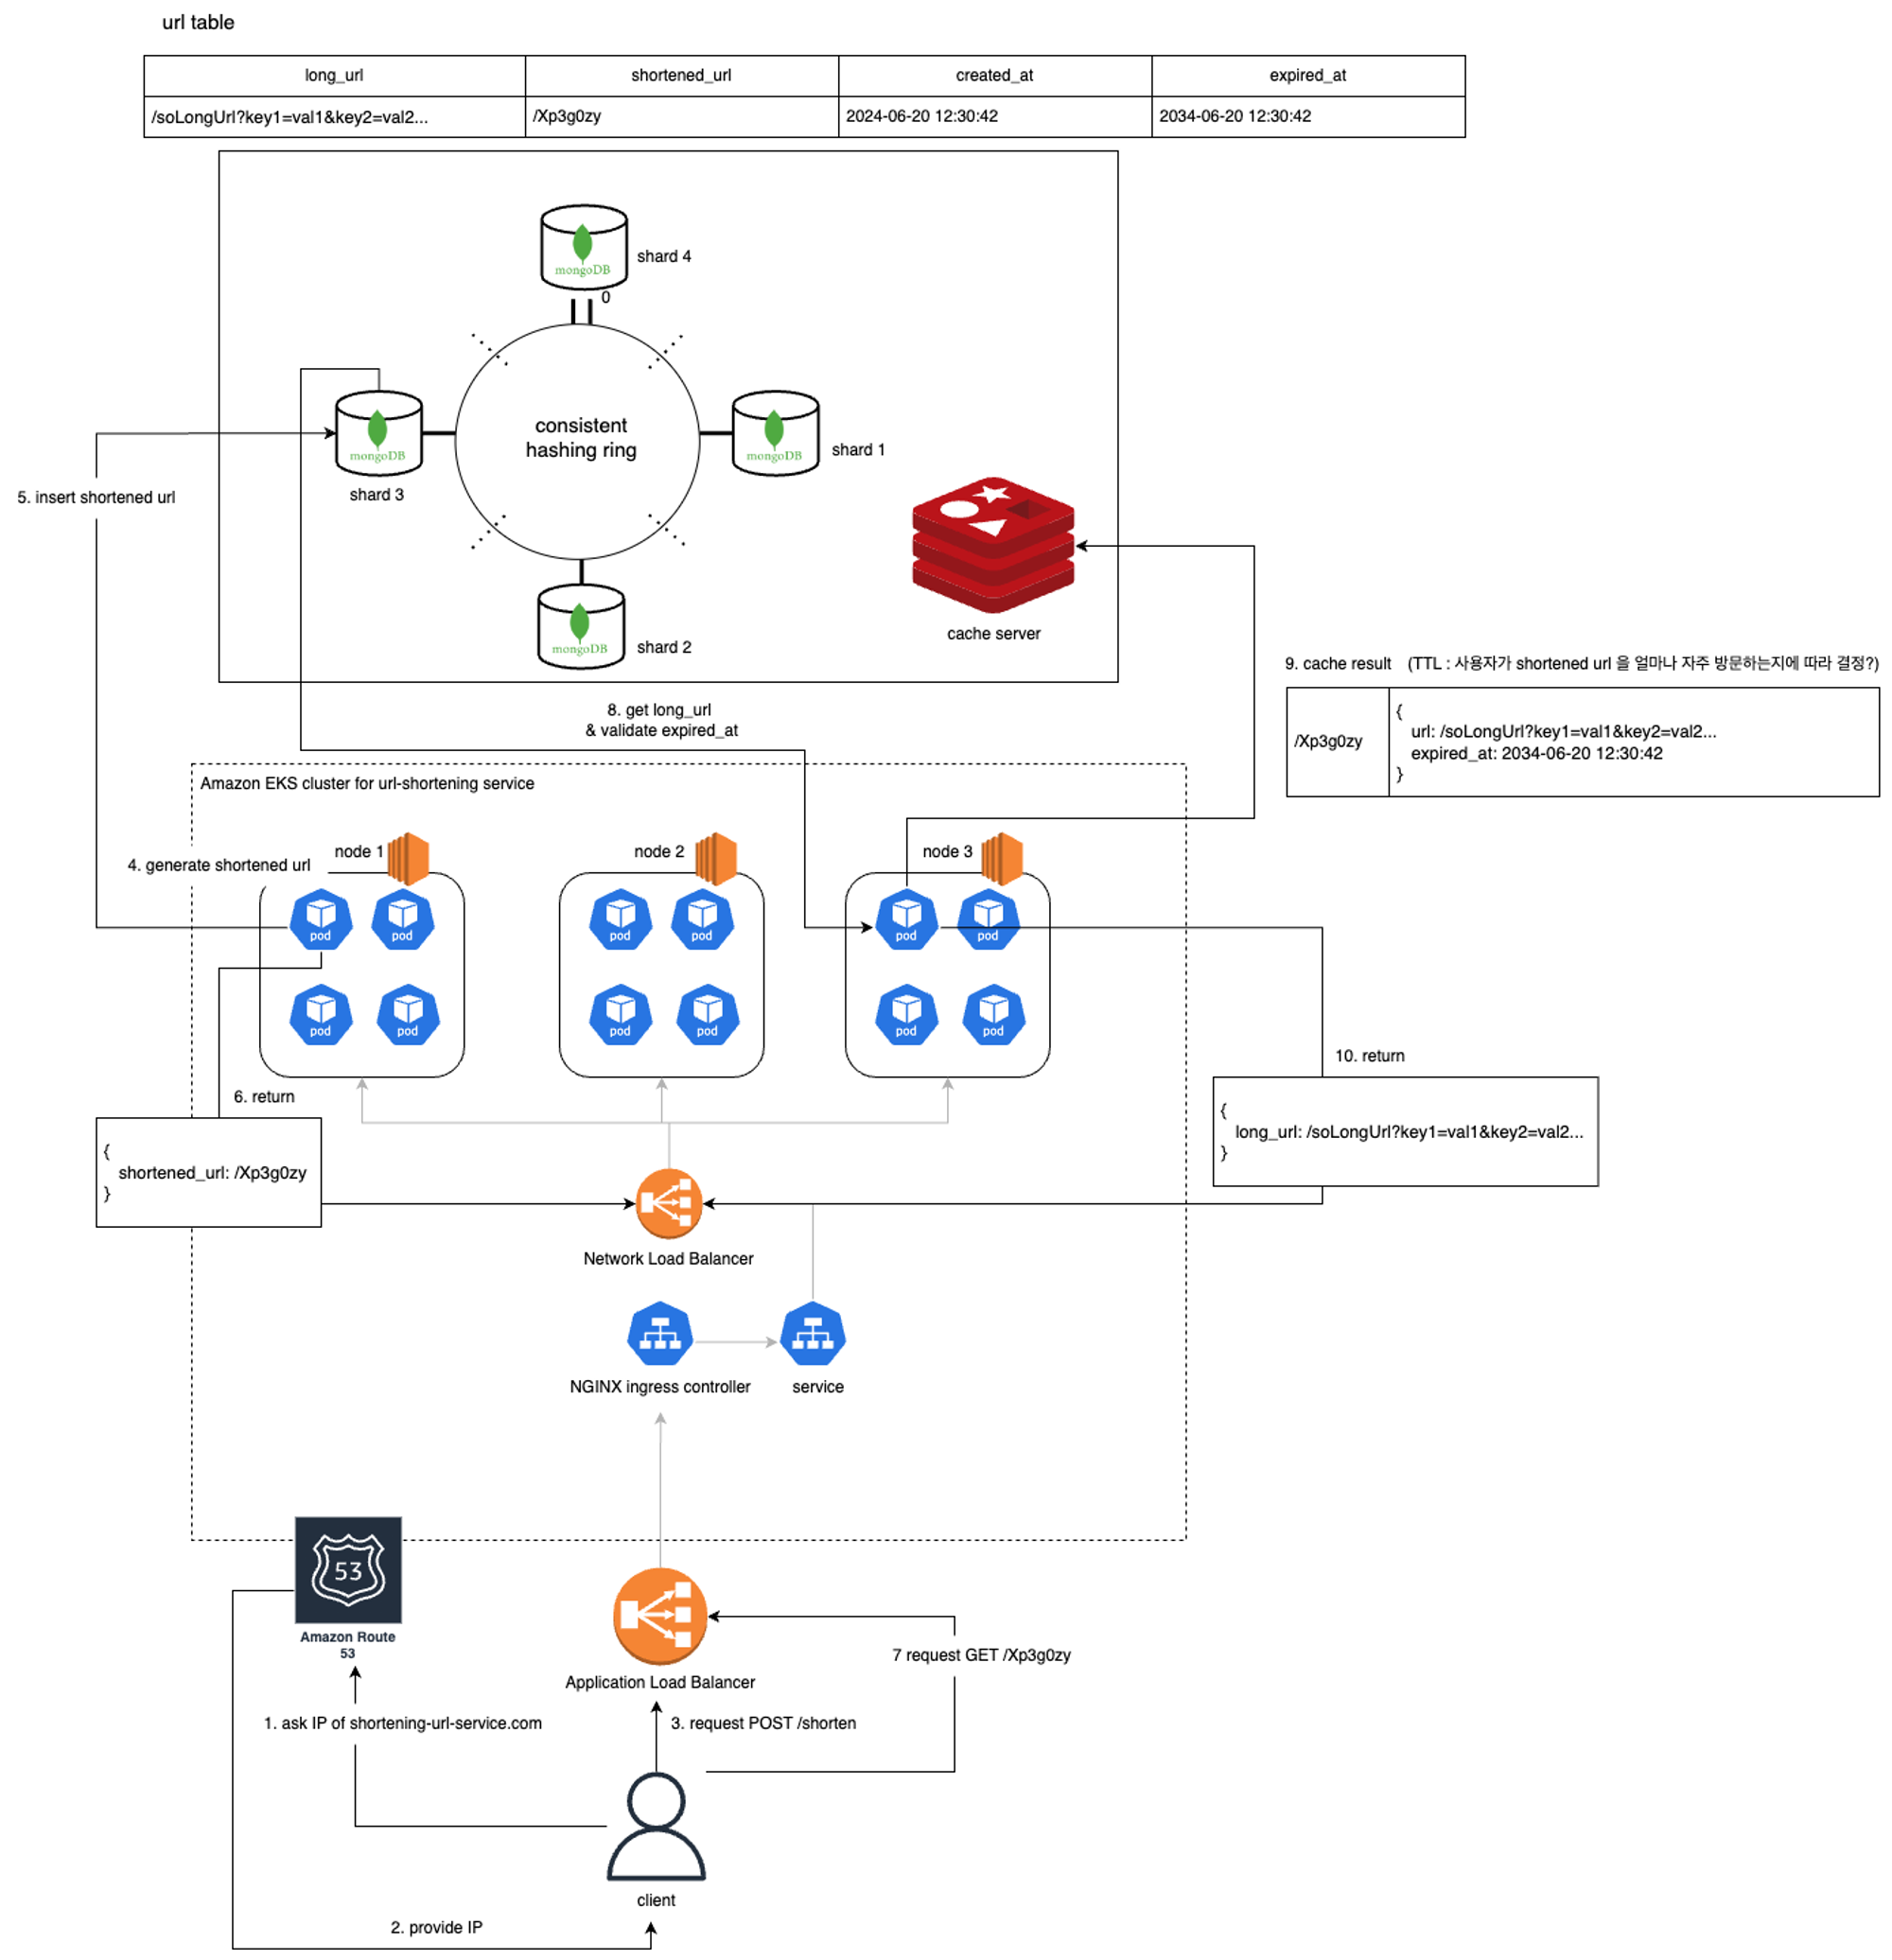 url table
long_url
shortened_url
created_at
expired_at
/soLongUrl?key1=val1&key2=val2...
/Xp3g0zy
2024-06-20 12:30:42
2034-06-20 12:30:42
mongoDB
shard 4
0
consistent
hashing ring
mongoDB
shard 3
mongoDB
shard 1
5. insert shortened url
mongoDB
shard 2
cache server
9. cache result (TTL : 사용자가 shortened url 을 얼마나 자주 방문하는지에 따라 결정?)
/Xp3g0zy
{
url: /soLongUrl?key1=val1&key2=val2...
expired_at: 2034-06-20 12:30:42
}
8. get long_url
& validate expired_at
Amazon EKS cluster for url-shortening service
4. generate shortened url
node 1
node 2
node 3
pod
pod
pod
pod
pod
pod
pod
pod
pod
pod
pod
pod
6. return
{
shortened_url: /Xp3g0zy
}
10. return
{
long_url: /soLongUrl?key1=val1&key2=val2...
}
Network Load Balancer
NGINX ingress controller
service
53
Amazon Route
53
Application Load Balancer
7 request GET /Xp3g0zy
1. ask IP of shortening-url-service.com
3. request POST /shorten
client
2. provide IP